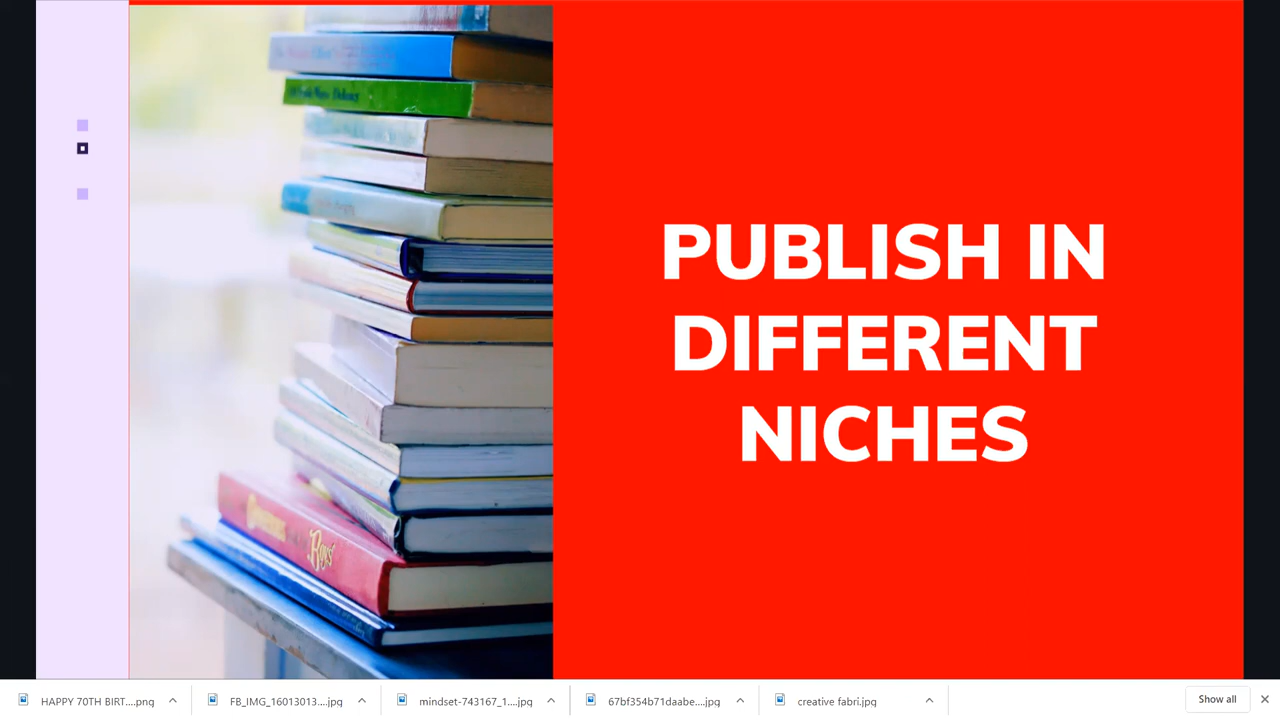 PUBLISH IN
DIFFERENT
NICHES
Boys'
HAPPY 70TH BIRT....png
FB_IMG_16013013....jpg
mindset-743167_1....jpg
67bf354b71daabe....jpg
creative fabri.jpg
Show all